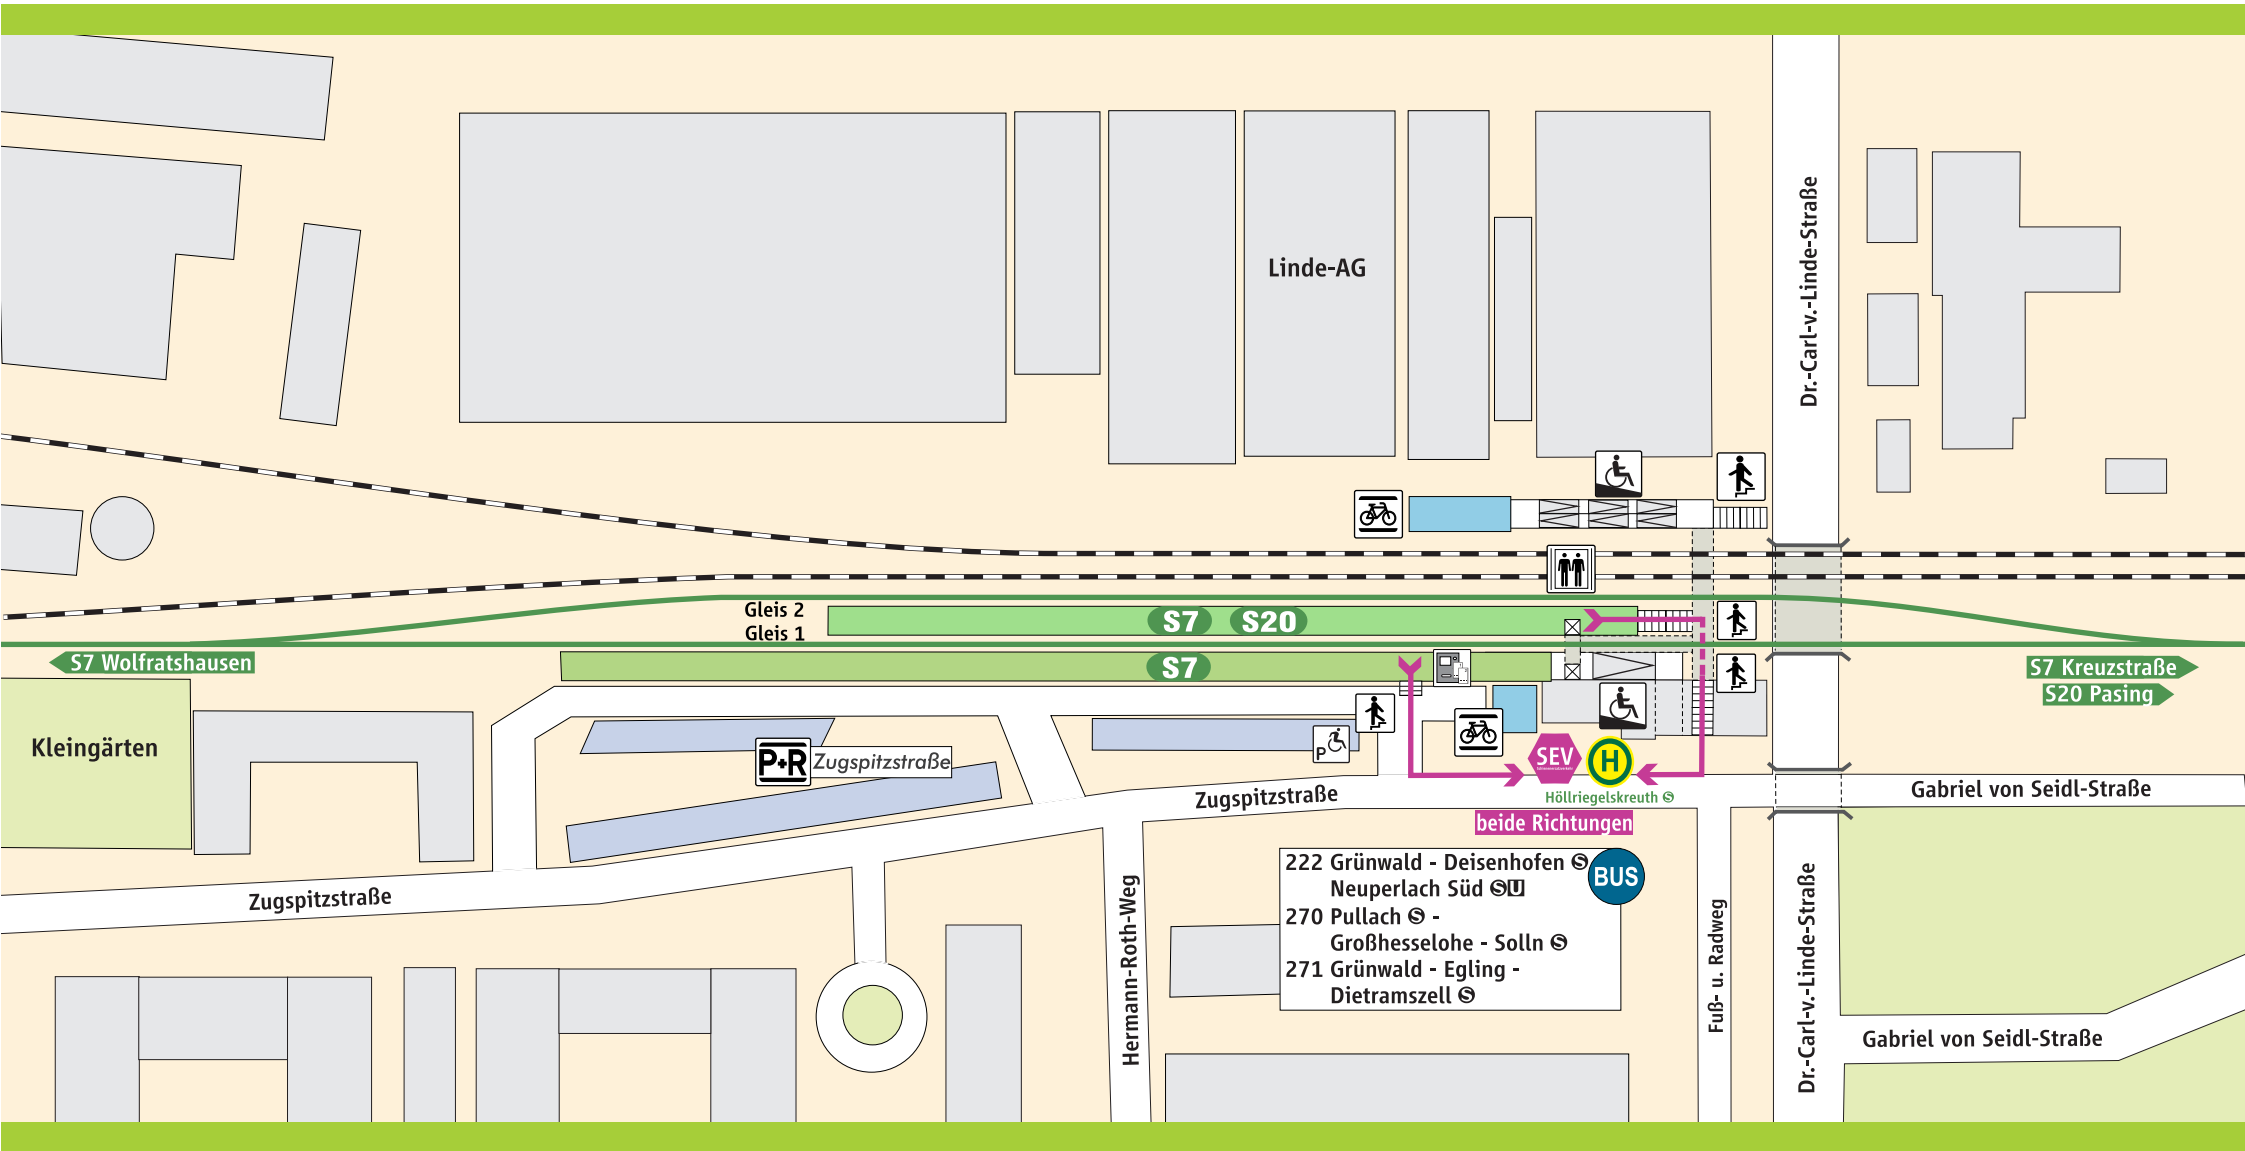 Dr.-Carl-v.-Linde-Straße
Linde-AG
Gleis 2
S7 S20
Gleis 1
S7 Wolfratshausen
S7
S7 Kreuzstraße
S20 Pasing
Kleingärten
P+R Zugspitzstraße
P
SEV
H
Höllriegelskreuth S
Zugspitzstraße
Gabriel von Seidl-Straße
beide Richtungen
222 Grünwald - Deisenhofen S
BUS
Neuperlach Süd S U
270 Pullach S -
Großhesselohe - Solln S
271 Grünwald - Egling -
Dietramszell S
Zugspitzstraße
Hermann-Roth-Weg
Fuß- u. Radweg
Dr.-Carl-v.-Linde-Straße
Gabriel von Seidl-Straße